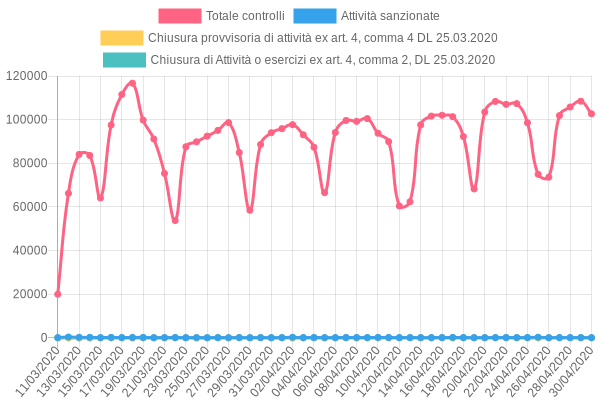 Totale controlli Attività sanzionate
Chiusura provvisoria di attività ex art. 4, comma 4 DL 25.03.2020
Chiusura di Attività o esercizi ex art. 4, comma 2, DL 25.03.2020
120000
100000
80000
60000
40000
20000
0
11/03/2020 13/03/2020 15/03/2020 17/03/2020 19/03/2020 21/03/2020 23/03/2020 25/03/2020 27/03/2020 29/03/2020 31/03/2020 02/04/2020 04/04/2020 06/04/2020 08/04/2020 10/04/2020 12/04/2020 14/04/2020 16/04/2020 18/04/2020 20/04/2020 22/04/2020 24/04/2020 26/04/2020 28/04/2020 30/04/2020